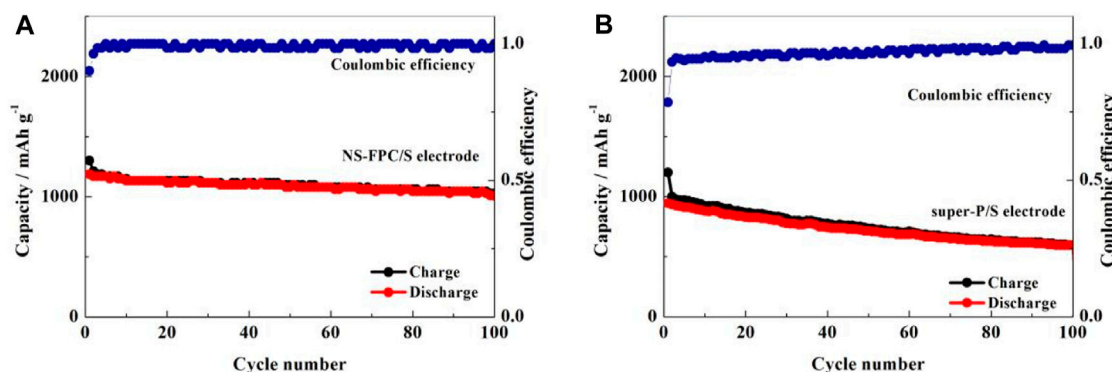 A
2000
1000
0
Capacity / mAh g-1
0
20
40
60
80
100
Cycle number
1.0
0.5
0.0
Coulombic efficiency
Coulombic efficiency
NS-FPC/S electrode
Charge
Discharge
B
2000
1000
0
Capacity / mAh g-1
0
20
40
60
80
100
Cycle number
1.0
0.5
0.0
Coulombic efficiency
Coulombic efficiency
super-P/S electrode
Charge
Discharge